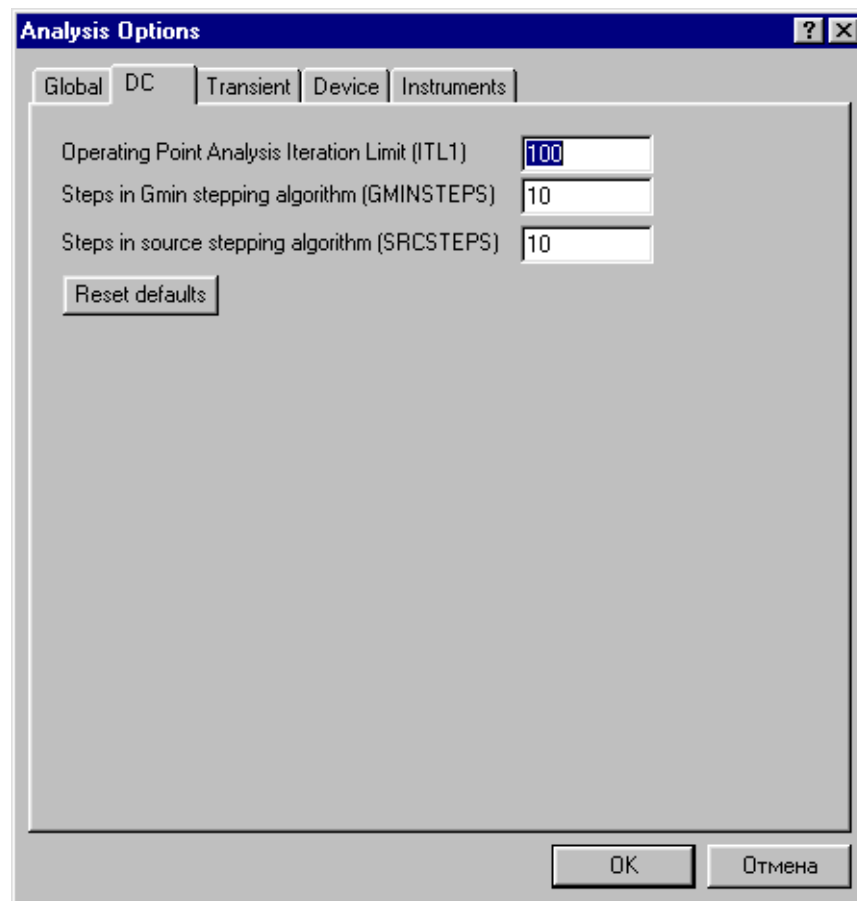 Analysis Options
Global DC Transient Device Instruments
Operating Point Analysis Iteration Limit (ITL1) 100
Steps in Gmin stepping algorithm (GMINSTEPS) 10
Steps in source stepping algorithm (SRCSTEPS) 10
Reset defaults
OK Отмена